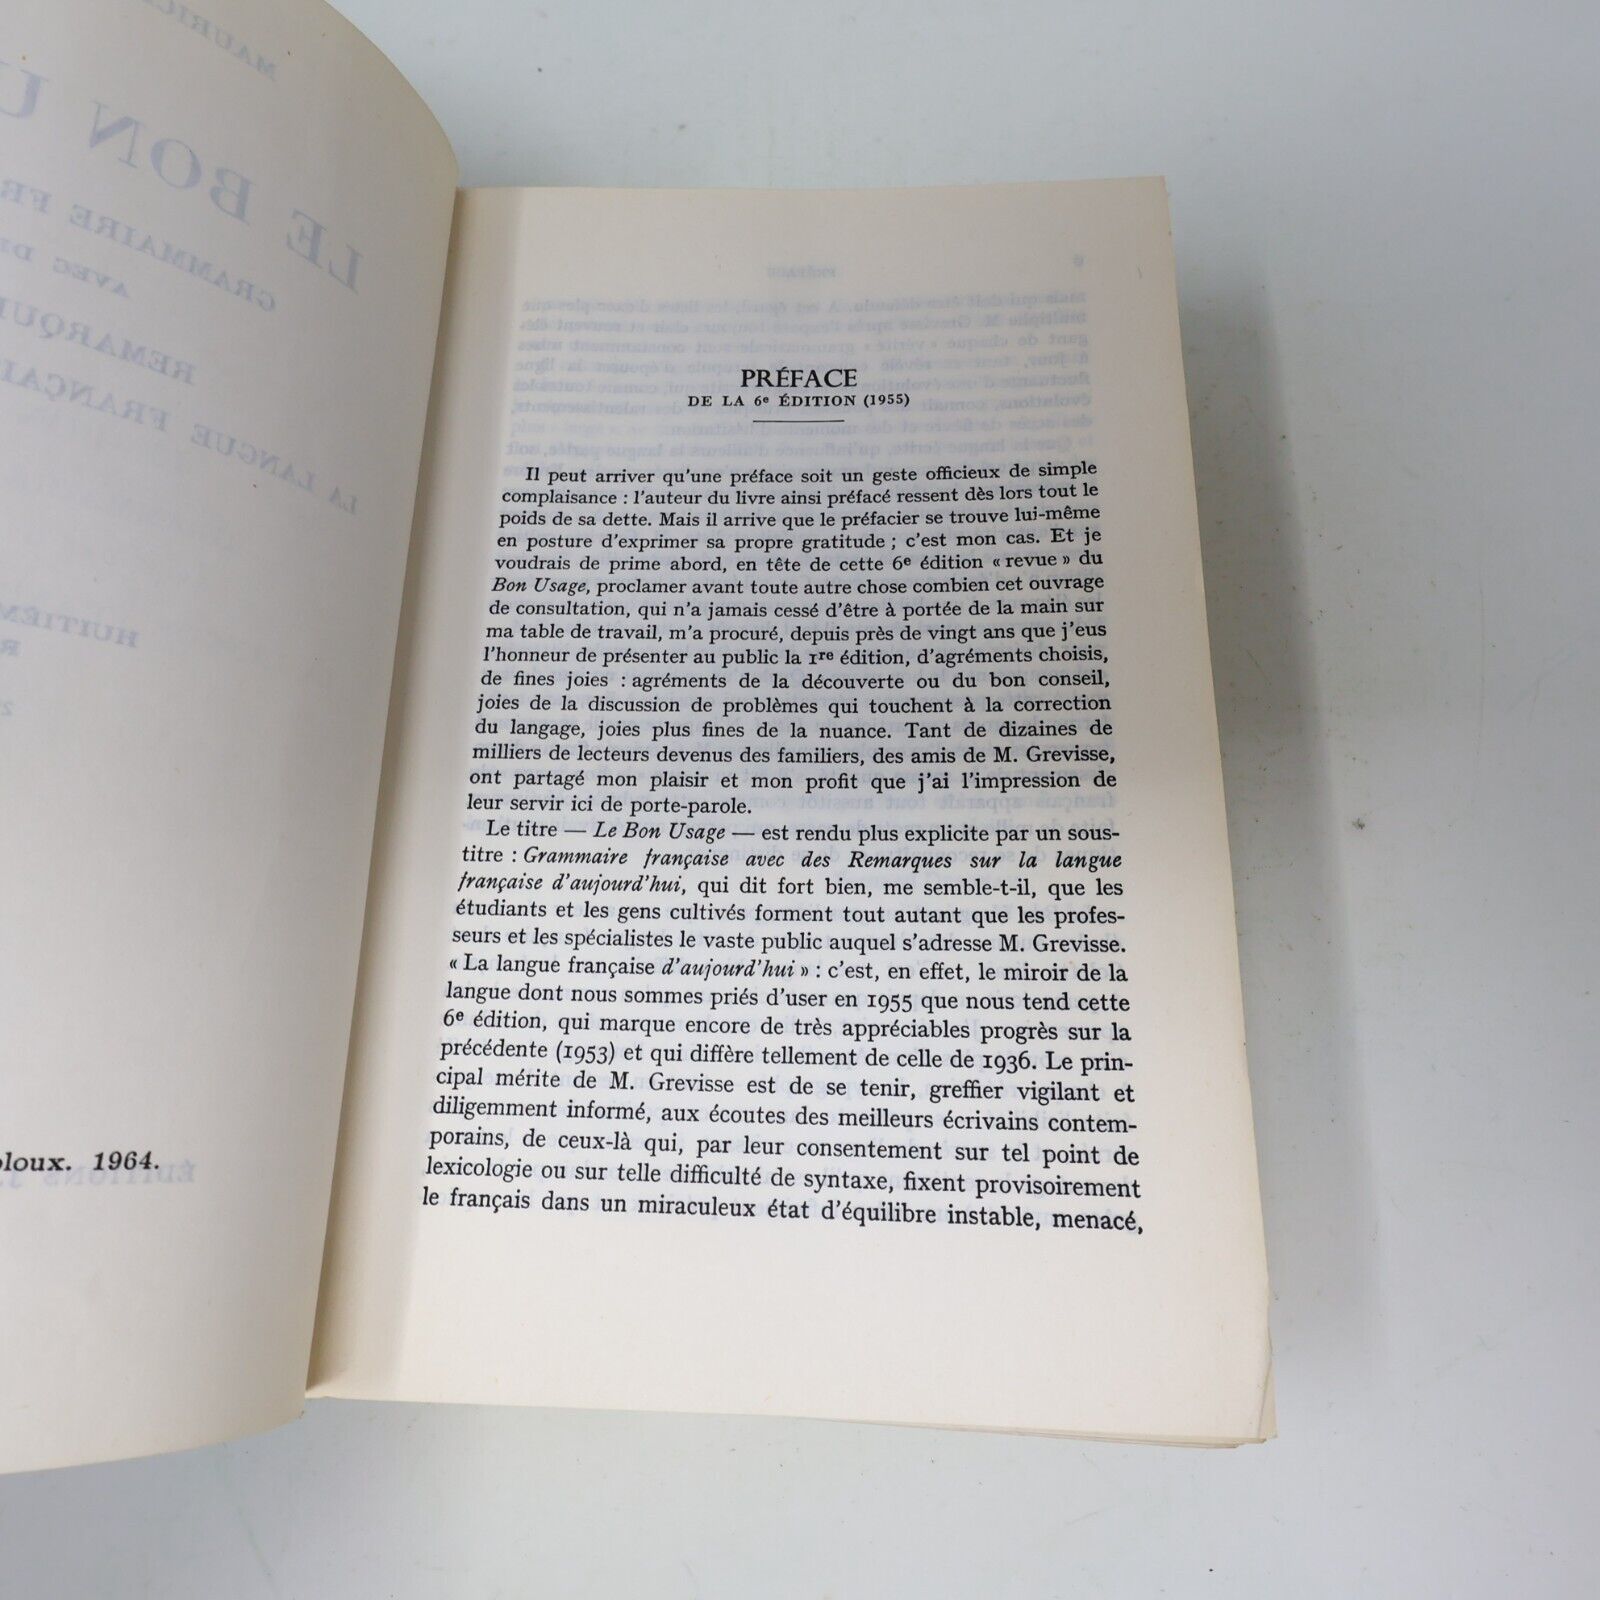 MAURICE
LE BON U
GRAMMAIRE FR
AVEC DE
REMARQUE
LA LANGUE FRANÇAI
HUITIÈM
R
ÉDITIONS J.
loux. 1964.
PRÉFACE
DE LA 6e ÉDITION (1955)
Il peut arriver qu'une préface soit un geste officieux de simple
complaisance : l'auteur du livre ainsi préfacé ressent dès lors tout le
poids de sa dette. Mais il arrive que le préfacier se trouve lui-même
en posture d'exprimer sa propre gratitude ; c'est mon cas. Et je
voudrais de prime abord, en tête de cette 6e édition « revue » du
Bon Usage, proclamer avant toute autre chose combien cet ouvrage
de consultation, qui n'a jamais cessé d'être à portée de la main sur
ma table de travail, m'a procuré, depuis près de vingt ans que j'eus
l'honneur de présenter au public la 1re édition, d'agréments choisis,
de fines joies : agréments de la découverte ou du bon conseil,
joies de la discussion de problèmes qui touchent à la correction
du langage, joies plus fines de la nuance. Tant de dizaines de
milliers de lecteurs devenus des familiers, des amis de M. Grevisse,
ont partagé mon plaisir et mon profit que j'ai l'impression de
leur servir ici de porte-parole.
Le titre — Le Bon Usage — est rendu plus explicite par un sous-
titre : Grammaire française avec des Remarques sur la langue
française d'aujourd'hui, qui dit fort bien, me semble-t-il, que les
étudiants et les gens cultivés forment tout autant que les profes-
seurs et les spécialistes le vaste public auquel s'adresse M. Grevisse.
« La langue française d'aujourd'hui » : c'est, en effet, le miroir de la
langue dont nous sommes priés d'user en 1955 que nous tend cette
6e édition, qui marque encore de très appréciables progrès sur la
précédente (1953) et qui diffère tellement de celle de 1936. Le prin-
cipal mérite de M. Grevisse est de se tenir, greffier vigilant et
diligemment informé, aux écoutes des meilleurs écrivains contem-
porains, de ceux-là qui, par leur consentement sur tel point de
lexicologie ou sur telle difficulté de syntaxe, fixent provisoirement
le français dans un miraculeux état d'équilibre instable, menacé,